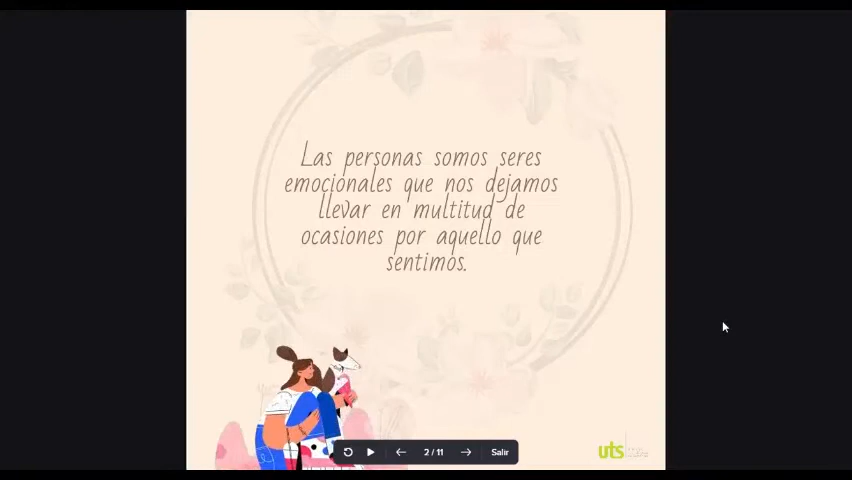 Las personas somos seres
emocionales que nos dejamos
llevar en multitud de
ocasiones por aquello que
sentimos.
2 / 11
Salir
uts